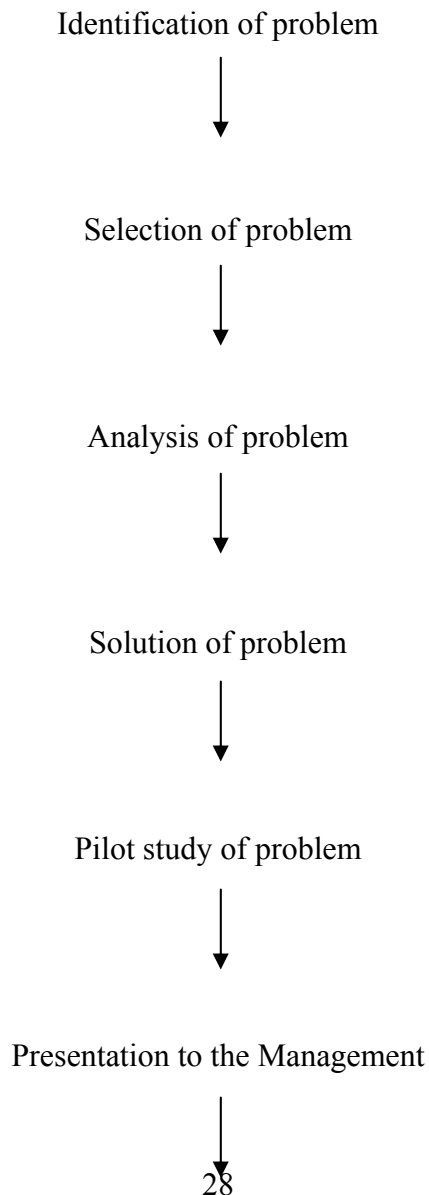 Identification of problem
Selection of problem
Analysis of problem
Solution of problem
Pilot study of problem
Presentation to the Management
28